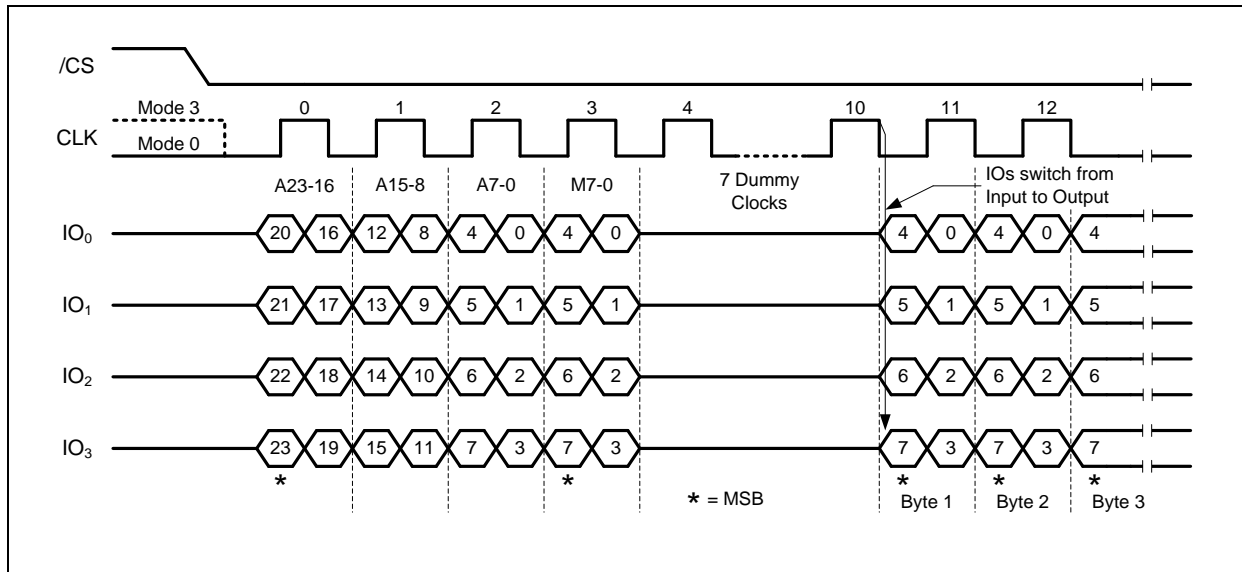 /CS
Mode 3 0 1 2 3 4 10 11 12
CLK
Mode 0
A23-16 A15-8 A7-0 M7-0 7 Dummy Clocks IOs switch from Input to Output
IO₀ 20 16 12 8 4 0 4 0 4 0 4 0 4
IO₁ 21 17 13 9 5 1 5 1 5 1 5 1 5
IO₂ 22 18 14 10 6 2 6 2 6 2 6 2 6
IO₃ 23 19 15 11 7 3 7 3 7 3 7 3 7
* * * * *
* = MSB Byte 1 Byte 2 Byte 3